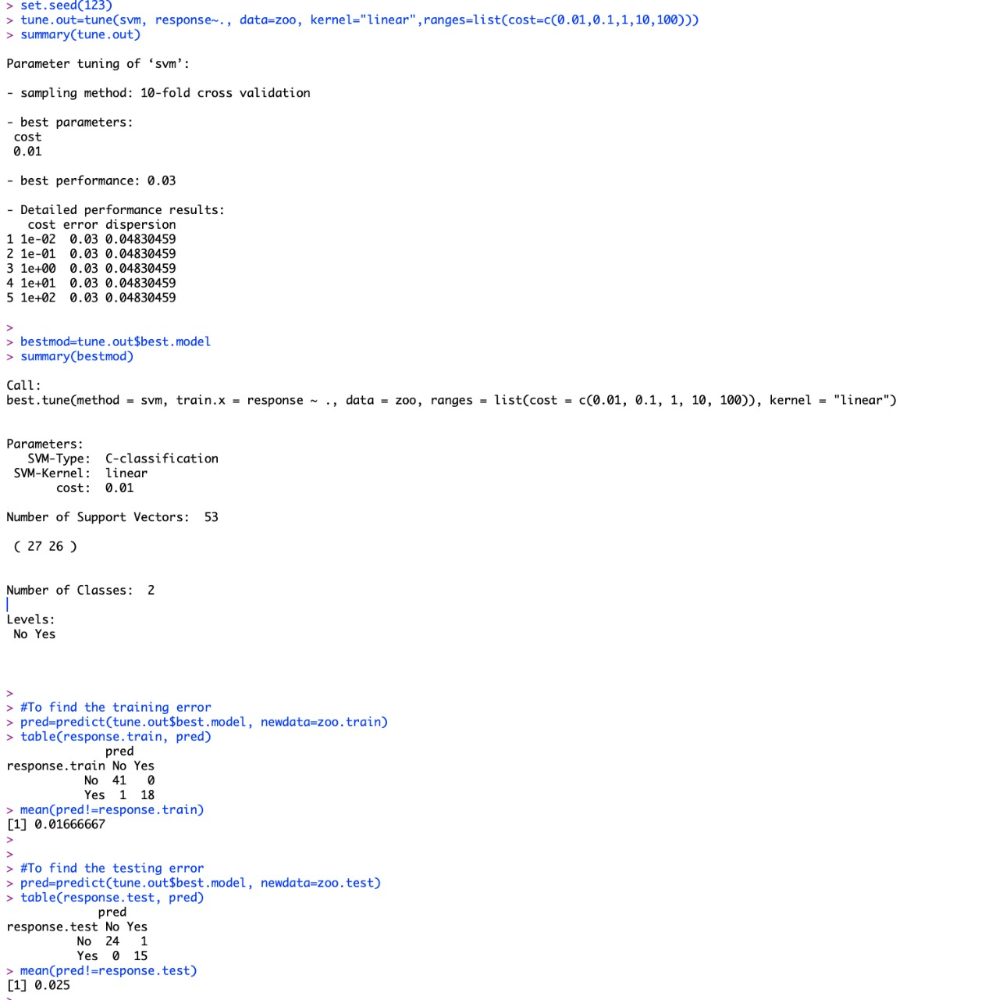 > set.seed(123)
> tune.out=tune(svm, response~., data=zoo, kernel="linear",ranges=list(cost=c(0.01,0.1,1,10,100)))
> summary(tune.out)
Parameter tuning of ‘svm’:
- sampling method: 10-fold cross validation
- best parameters:
 cost
 0.01
- best performance: 0.03
- Detailed performance results:
   cost error dispersion
1 1e-02  0.03 0.04830459
2 1e-01  0.03 0.04830459
3 1e+00  0.03 0.04830459
4 1e+01  0.03 0.04830459
5 1e+02  0.03 0.04830459
>
> bestmod=tune.out$best.model
> summary(bestmod)
Call:
best.tune(method = svm, train.x = response ~ ., data = zoo, ranges = list(cost = c(0.01, 0.1, 1, 10, 100)), kernel = "linear")
Parameters:
   SVM-Type:  C-classification
 SVM-Kernel:  linear
       cost:  0.01
Number of Support Vectors:  53
 ( 27 26 )
Number of Classes:  2
Levels:
 No Yes
>
> #To find the training error
> pred=predict(tune.out$best.model, newdata=zoo.train)
> table(response.train, pred)
              pred
response.train No Yes
           No  41   0
           Yes  1  18
> mean(pred!=response.train)
[1] 0.01666667
>
>
> #To find the testing error
> pred=predict(tune.out$best.model, newdata=zoo.test)
> table(response.test, pred)
             pred
response.test No Yes
          No  24   1
          Yes  0  15
> mean(pred!=response.test)
[1] 0.025
>